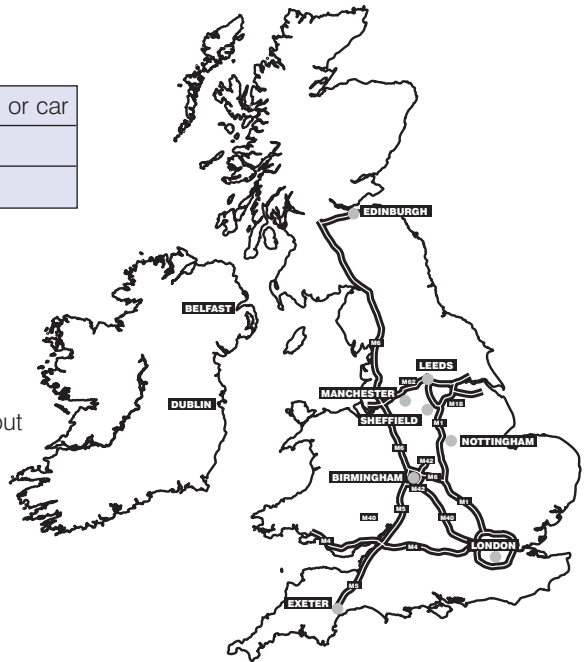 or car
EDINBURGH
BELFAST
M6
LEEDS
M62
MANCHESTER
DUBLIN
M18
SHEFFIELD
M1
out
NOTTINGHAM
M6
M42
BIRMINGHAM
M6
M42
M5
M1
M40
M40
M4
M4
LONDON
M5
EXETER